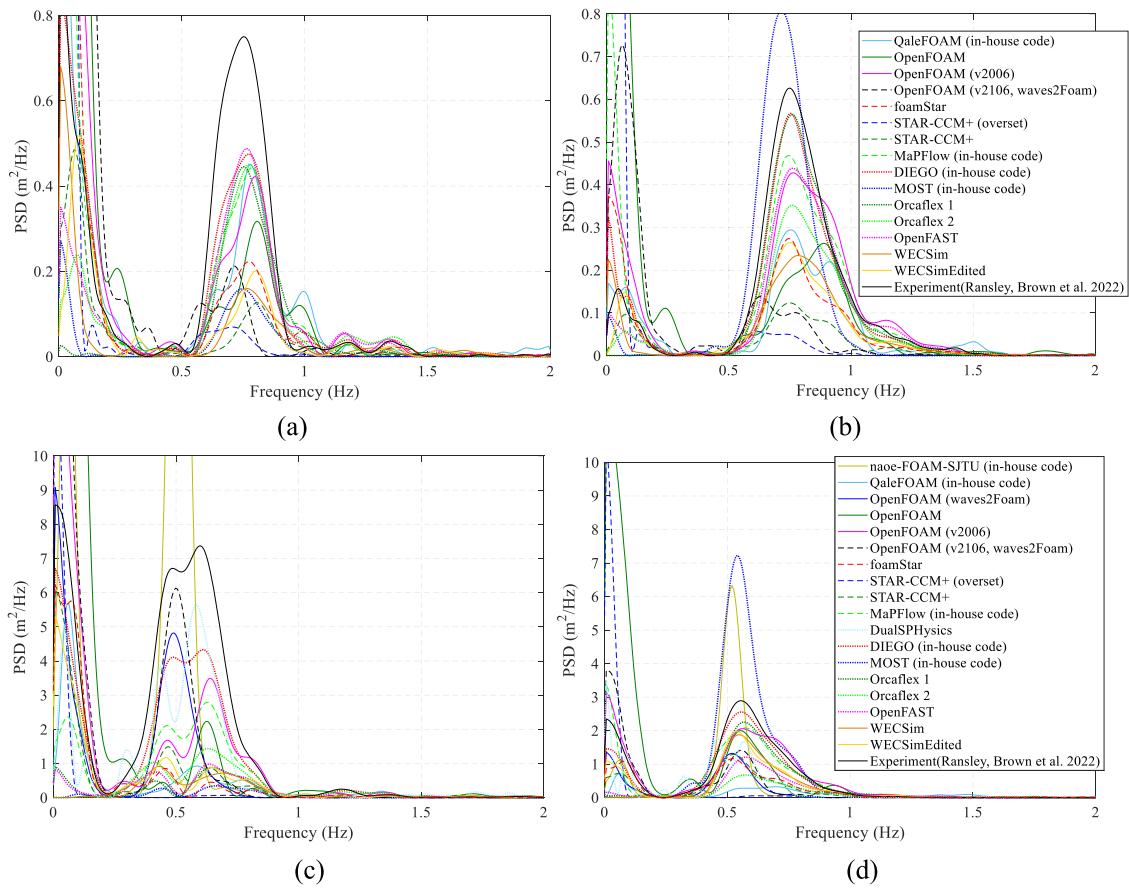 0.8
0.6
0.4
0.2
0
PSD (m²/Hz)
0 0.5 1 1.5 2
Frequency (Hz)
(a)
0.8
0.7
0.6
0.5
0.4
0.3
0.2
0.1
0
PSD (m²/Hz)
QaleFOAM (in-house code)
OpenFOAM
OpenFOAM (v2006)
OpenFOAM (v2106, waves2Foam)
foamStar
STAR-CCM+ (overset)
STAR-CCM+
MaPFlow (in-house code)
DIEGO (in-house code)
MOST (in-house code)
Orcaflex 1
Orcaflex 2
OpenFAST
WECSim
WECSimEdited
Experiment(Ransley, Brown et al. 2022)
0 0.5 1 1.5 2
Frequency (Hz)
(b)
10
9
8
7
6
5
4
3
2
1
0
PSD (m²/Hz)
0 0.5 1 1.5 2
Frequency (Hz)
(c)
10
9
8
7
6
5
4
3
2
1
0
PSD (m²/Hz)
naoe-FOAM-SJTU (in-house code)
QaleFOAM (in-house code)
OpenFOAM (waves2Foam)
OpenFOAM
OpenFOAM (v2006)
OpenFOAM (v2106, waves2Foam)
foamStar
STAR-CCM+ (overset)
STAR-CCM+
MaPFlow (in-house code)
DualSPHysics
DIEGO (in-house code)
MOST (in-house code)
Orcaflex 1
Orcaflex 2
OpenFAST
WECSim
WECSimEdited
Experiment(Ransley, Brown et al. 2022)
0 0.5 1 1.5 2
Frequency (Hz)
(d)